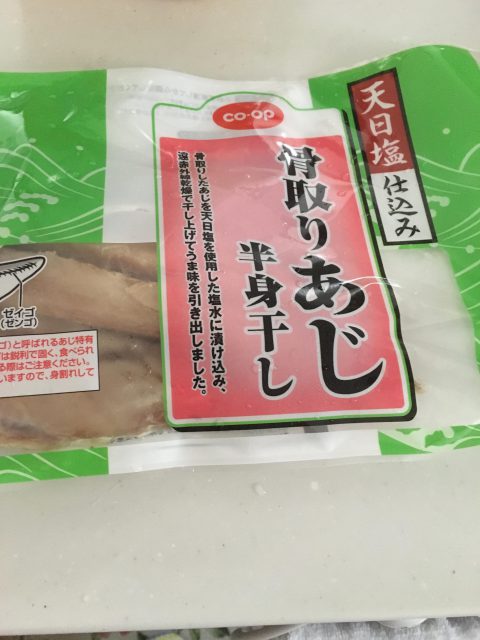 co-op
天日塩
仕込み
骨取りあじ
半身干し
骨取りしたあじを天日塩を使用した塩水に漬け込み、
遠赤外線乾燥で干し上げてうま味を引き出しました。
ゼイゴ
(ゼンゴ)
ゴ)と呼ばれるあじ特有
は鋭利で固く、食べられ
る際はご注意ください。
いますので、身割れして